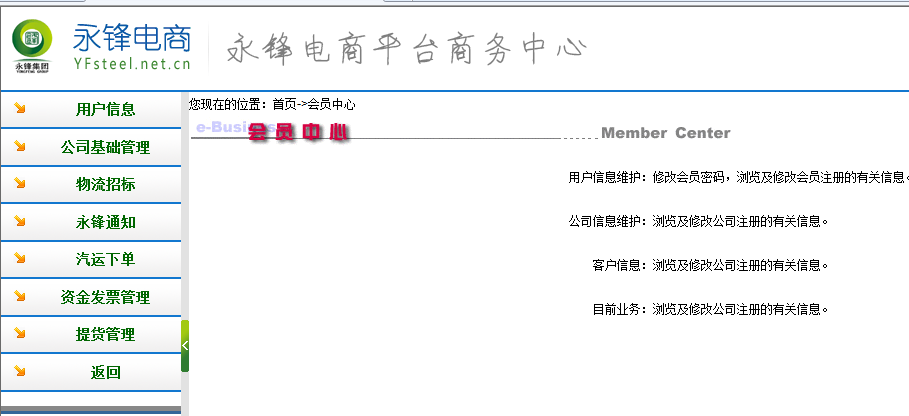 永锋电商
YFsteel.net.cn
永锋集团
YONGFENG GROUP
永锋电商平台商务中心
用户信息
公司基础管理
物流招标
永锋通知
汽运下单
资金发票管理
提货管理
返回
您现在的位置：首页->会员中心
e-Business
会员中心
Member Center
用户信息维护：修改会员密码，浏览及修改会员注册的有关信息。
公司信息维护：浏览及修改公司注册的有关信息。
客户信息：浏览及修改公司注册的有关信息。
目前业务：浏览及修改公司注册的有关信息。